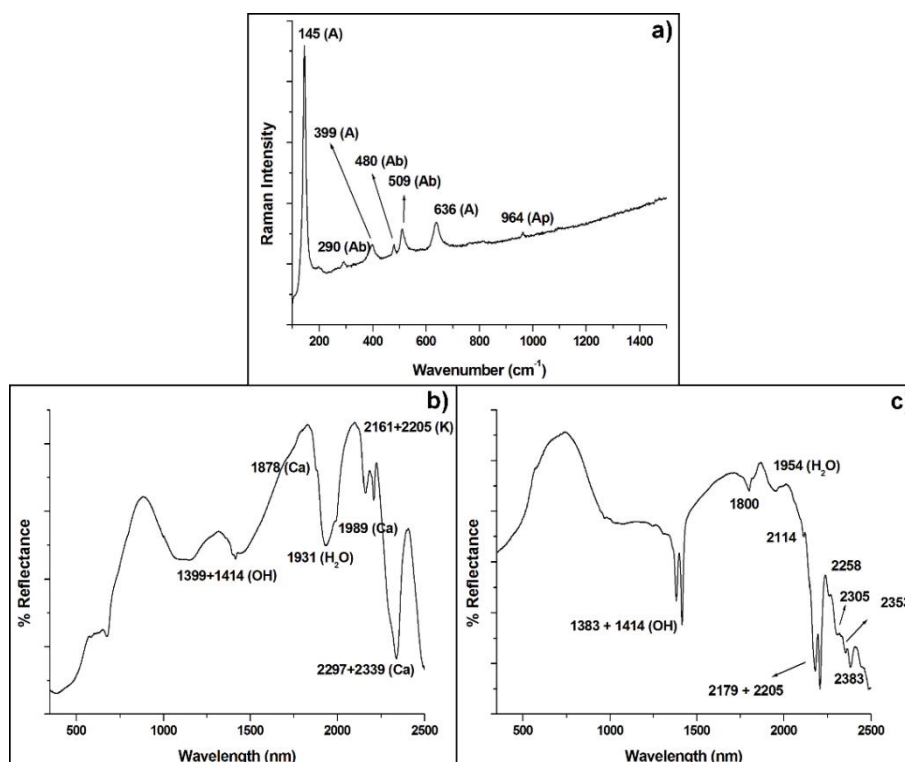 a)
145 (A)
399 (A)
480 (Ab)
509 (Ab)
636 (A)
964 (Ap)
290 (Ab)
Raman Intensity
200 400 600 800 1000 1200 1400
Wavenumber (cm⁻¹)
b)
2161+2205 (K)
1878 (Ca)
1989 (Ca)
1931 (H₂O)
1399+1414 (OH)
2297+2339 (Ca)
% Reflectance
500 1000 1500 2000 2500
Wavelength (nm)
c
1954 (H₂O)
1800
2114
2258
2305
2353
1383 + 1414 (OH)
2383
2179 + 2205
% Reflectance
500 1000 1500 2000 2500
Wavelength (nm)